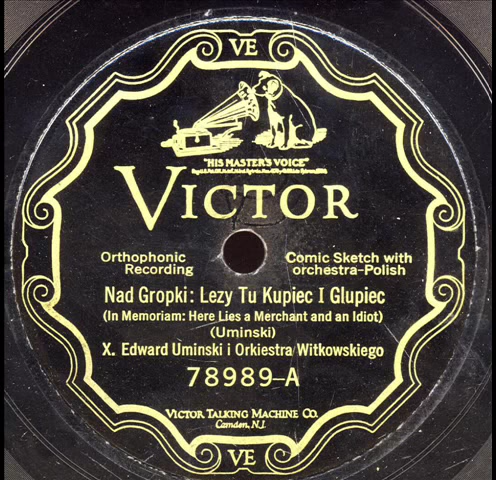 VE
"HIS MASTER'S VOICE"
VICTOR
Orthophonic
Recording
Comic Sketch with
orchestra-Polish
Nad Gropki: Lezy Tu Kupiec I Glupiec
(In Memoriam: Here Lies a Merchant and an Idiot)
(Uminski)
X. Edward Uminski i Orkiestra Witkowskiego
78989-A
VICTOR TALKING MACHINE CO.
Camden, N.J.
VE